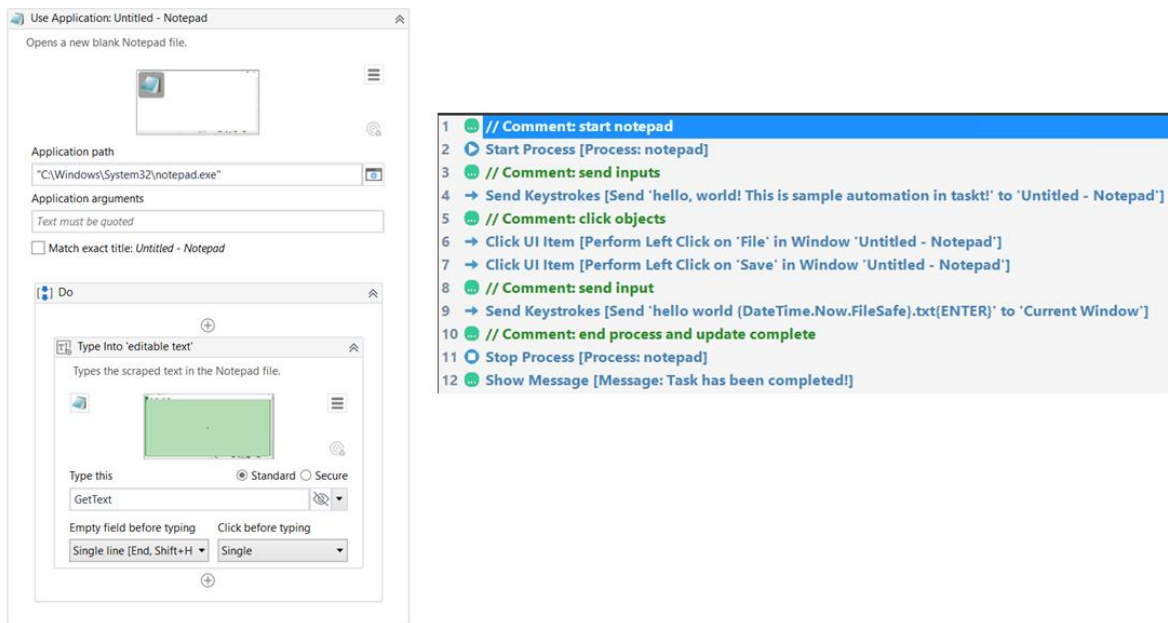 Use Application: Untitled - Notepad
Opens a new blank Notepad file.
Application path
"C:\Windows\System32\notepad.exe"
Application arguments
Text must be quoted
Match exact title: Untitled - Notepad
Do
Type Into 'editable text'
Types the scraped text in the Notepad file.
Type this
Standard Secure
GetText
Empty field before typing Click before typing
Single line [End, Shift+H Single
1 // Comment: start notepad
2 Start Process [Process: notepad]
3 // Comment: send inputs
4 Send Keystrokes [Send 'hello, world! This is sample automation in taskt!' to 'Untitled - Notepad']
5 // Comment: click objects
6 Click UI Item [Perform Left Click on 'File' in Window 'Untitled - Notepad']
7 Click UI Item [Perform Left Click on 'Save' in Window 'Untitled - Notepad']
8 // Comment: send input
9 Send Keystrokes [Send 'hello world {DateTime.Now.FileSafe}.txt{ENTER}' to 'Current Window']
10 // Comment: end process and update complete
11 Stop Process [Process: notepad]
12 Show Message [Message: Task has been completed!]